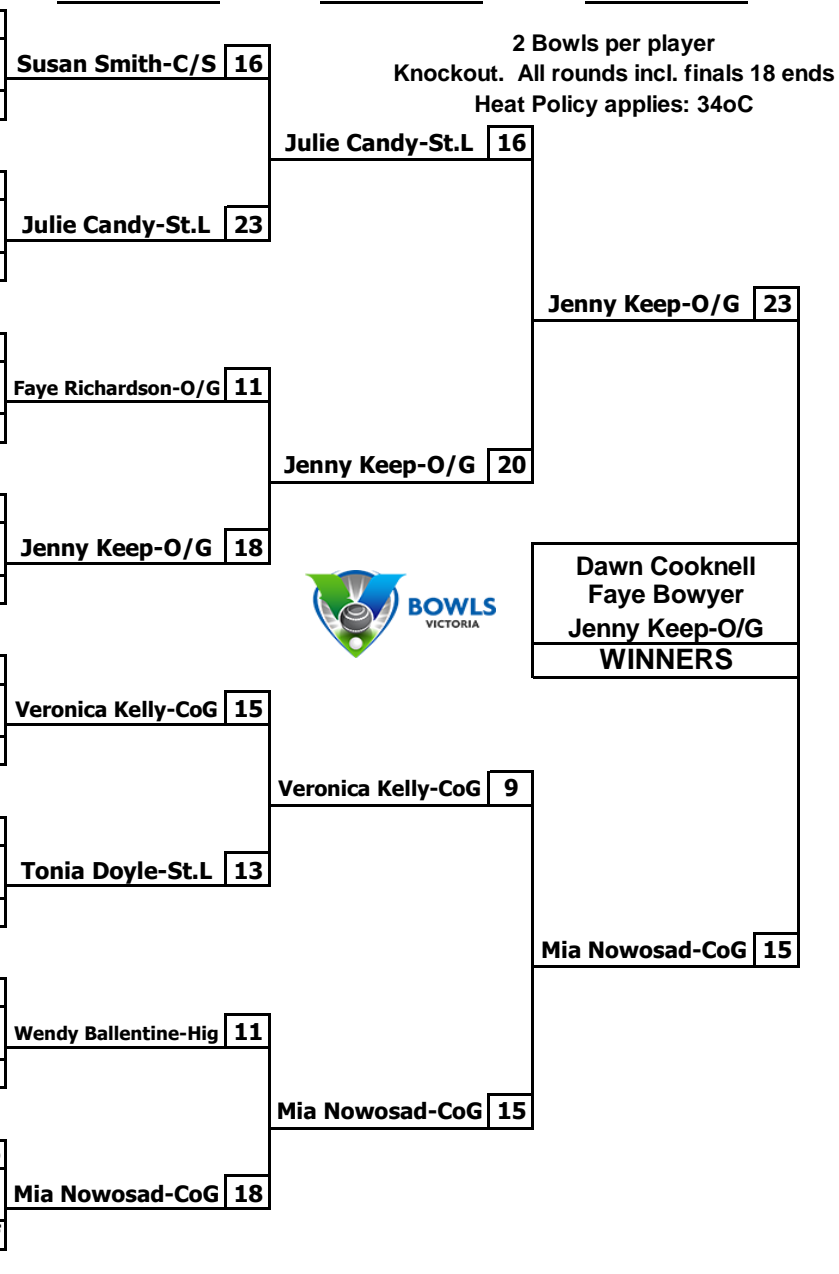 2 Bowls per player
Knockout. All rounds incl. finals 18 ends
Heat Policy applies: 34oC
Susan Smith-C/S 16
Julie Candy-St.L 16
Julie Candy-St.L 23
Jenny Keep-O/G 23
Faye Richardson-O/G 11
Jenny Keep-O/G 20
Jenny Keep-O/G 18
Dawn Cooknell
Faye Bowyer
Jenny Keep-O/G
WINNERS
BOWLS
VICTORIA
Veronica Kelly-CoG 15
Veronica Kelly-CoG 9
Tonia Doyle-St.L 13
Mia Nowosad-CoG 15
Wendy Ballentine-Hig 11
Mia Nowosad-CoG 15
Mia Nowosad-CoG 18